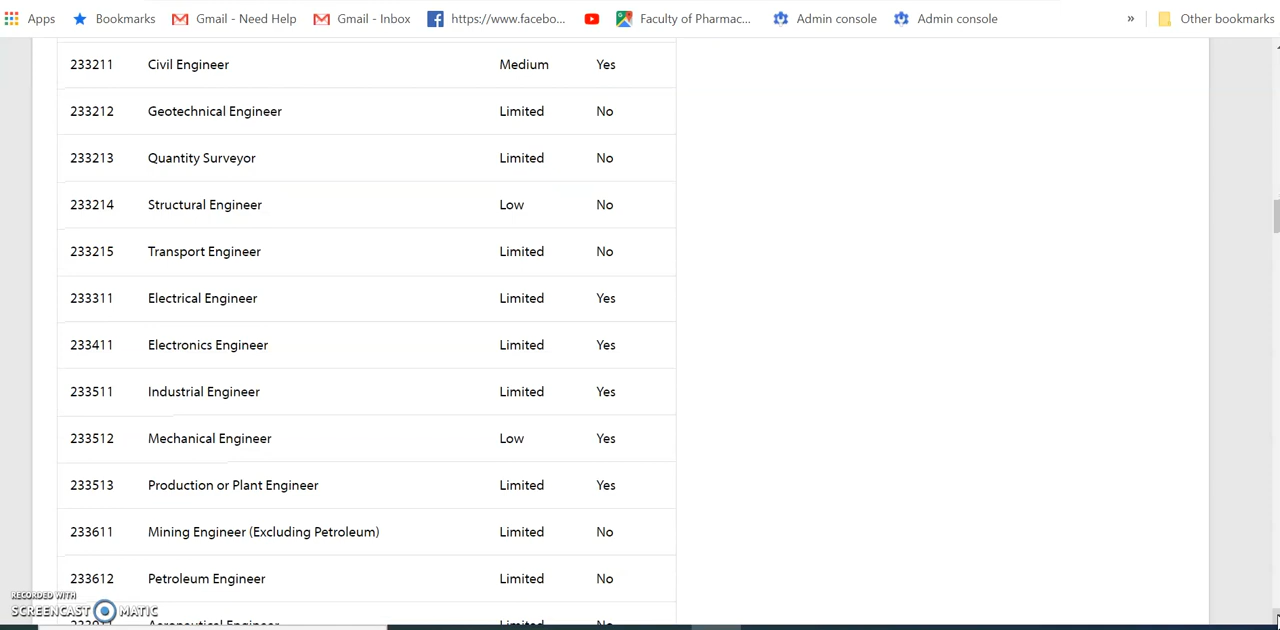 Apps Bookmarks Gmail - Need Help Gmail - Inbox https://www.facebo... Faculty of Pharmac... Admin console Admin console » Other bookmarks
233211 Civil Engineer Medium Yes
233212 Geotechnical Engineer Limited No
233213 Quantity Surveyor Limited No
233214 Structural Engineer Low No
233215 Transport Engineer Limited No
233311 Electrical Engineer Limited Yes
233411 Electronics Engineer Limited Yes
233511 Industrial Engineer Limited Yes
233512 Mechanical Engineer Low Yes
233513 Production or Plant Engineer Limited Yes
233611 Mining Engineer (Excluding Petroleum) Limited No
233612 Petroleum Engineer Limited No
RECORDED WITH
SCREENCAST MATIC
Aeronautical Engineer Limited No